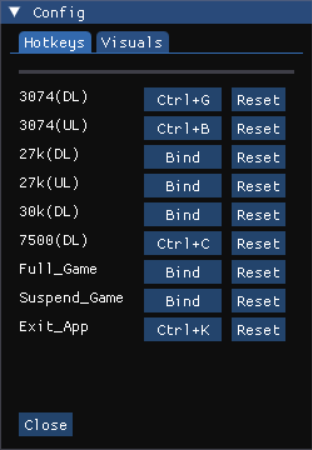 ▼ Config
Hotkeys Visuals
3074(DL) Ctrl+G Reset
3074(UL) Ctrl+B Reset
27k(DL) Bind Reset
27k(UL) Bind Reset
30k(DL) Bind Reset
7500(DL) Ctrl+C Reset
Full_Game Bind Reset
Suspend_Game Bind Reset
Exit_App Ctrl+K Reset
Close